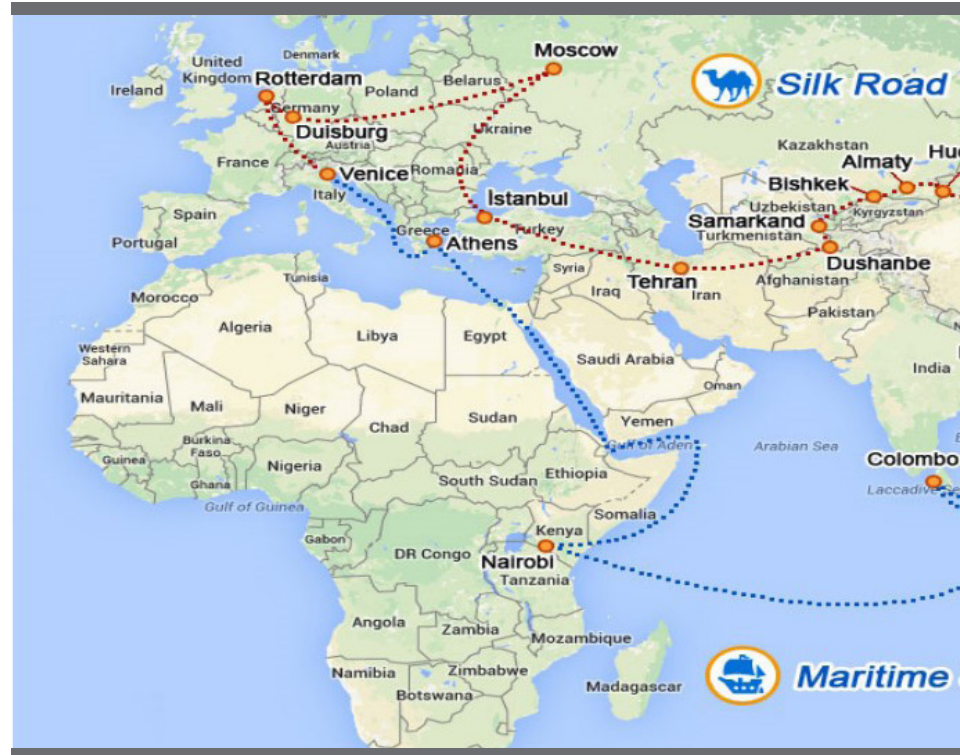 Moscow
United
Kingdom
Denmark
Ireland
Rotterdam
Belarus
Poland
Germany
Duisburg
Silk Road
Ukraine
Austria
France
Venice
Romania
Italy
Kazakhstan
Almaty
Bishkek
Uzbekistan
Kyrgyzstan
Samarkand
Turkmenistan
Dushanbe
Spain
Portugal
İstanbul
Greece
Turkey
Athens
Tehran
Iran
Afghanistan
Pakistan
Syria
Iraq
Tunisia
Morocco
Algeria
Libya
Egypt
Western
Sahara
Saudi Arabia
Oman
India
Mauritania
Mali
Niger
Chad
Sudan
Yemen
Gulf of Aden
Arabian Sea
Burkina
Faso
Guinea
Ghana
Nigeria
Ethiopia
South Sudan
Somalia
Colombo
Gulf of Guinea
Gabon
DR Congo
Kenya
Nairobi
Tanzania
Angola
Zambia
Mozambique
Namibia
Zimbabwe
Botswana
Madagascar
Maritime